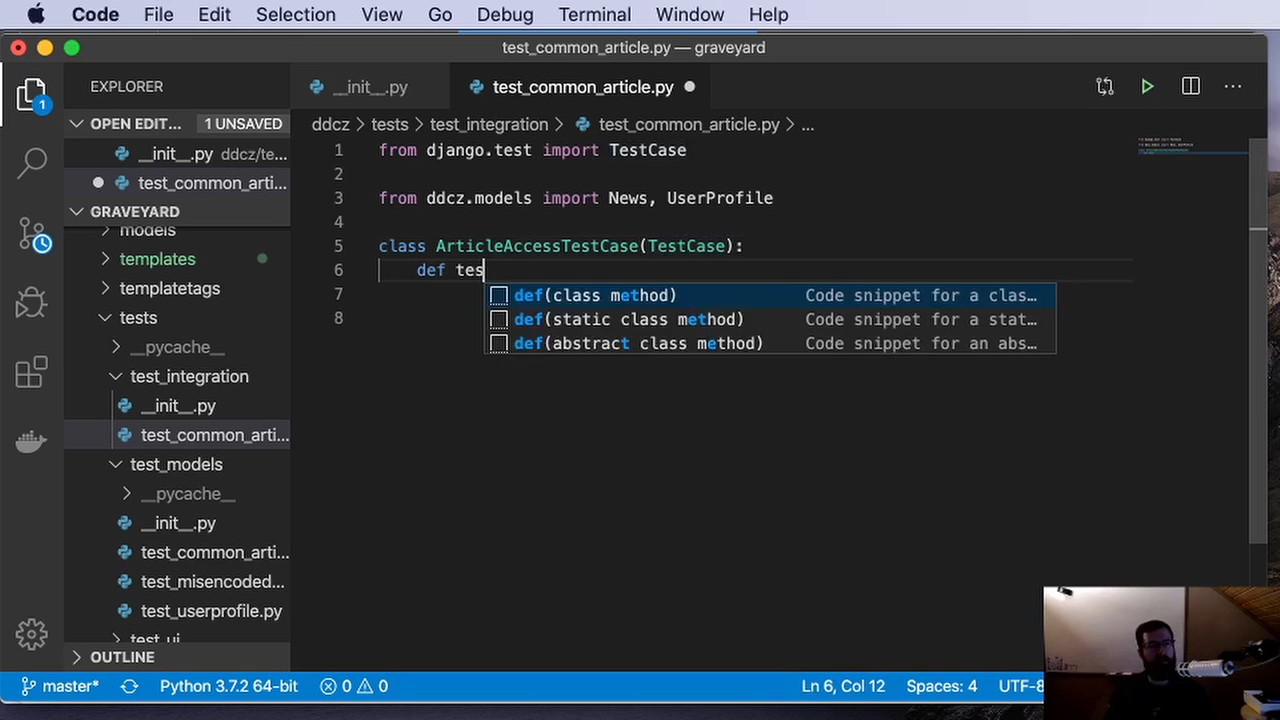 Code File Edit Selection View Go Debug Terminal Window Help
test_common_article.py — graveyard
EXPLORER
__init__.py
test_common_article.py
OPEN EDIT... 1 UNSAVED
__init__.py ddcz/te...
test_common_arti...
GRAVEYARD
models
templates
templatetags
tests
__pycache__
test_integration
__init__.py
test_common_arti...
test_models
__pycache__
__init__.py
test_common_arti...
test_misencoded...
test_userprofile.py
test_ui
OUTLINE
1
ddcz > tests > test_integration > test_common_article.py > ...
1 from django.test import TestCase
2
3 from ddcz.models import News, UserProfile
4
5 class ArticleAccessTestCase(TestCase):
6 def tes
7
8
def(class method) Code snippet for a clas...
def(static class method) Code snippet for a stat...
def(abstract class method) Code snippet for an abs...
master* Python 3.7.2 64-bit 0 0 Ln 6, Col 12 Spaces: 4 UTF-8